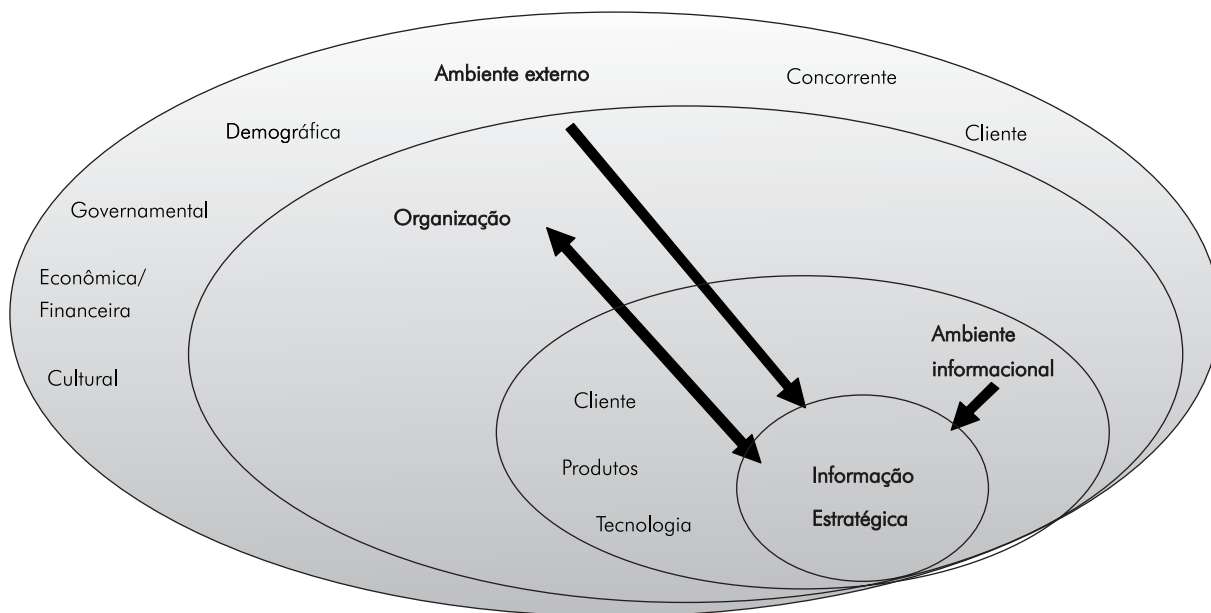 Ambiente externo
Concorrente
Demográfica
Cliente
Governamental
Organização
Econômica/
Financeira
Ambiente
informacional
Cultural
Cliente
Produtos
Informação
Estratégica
Tecnologia